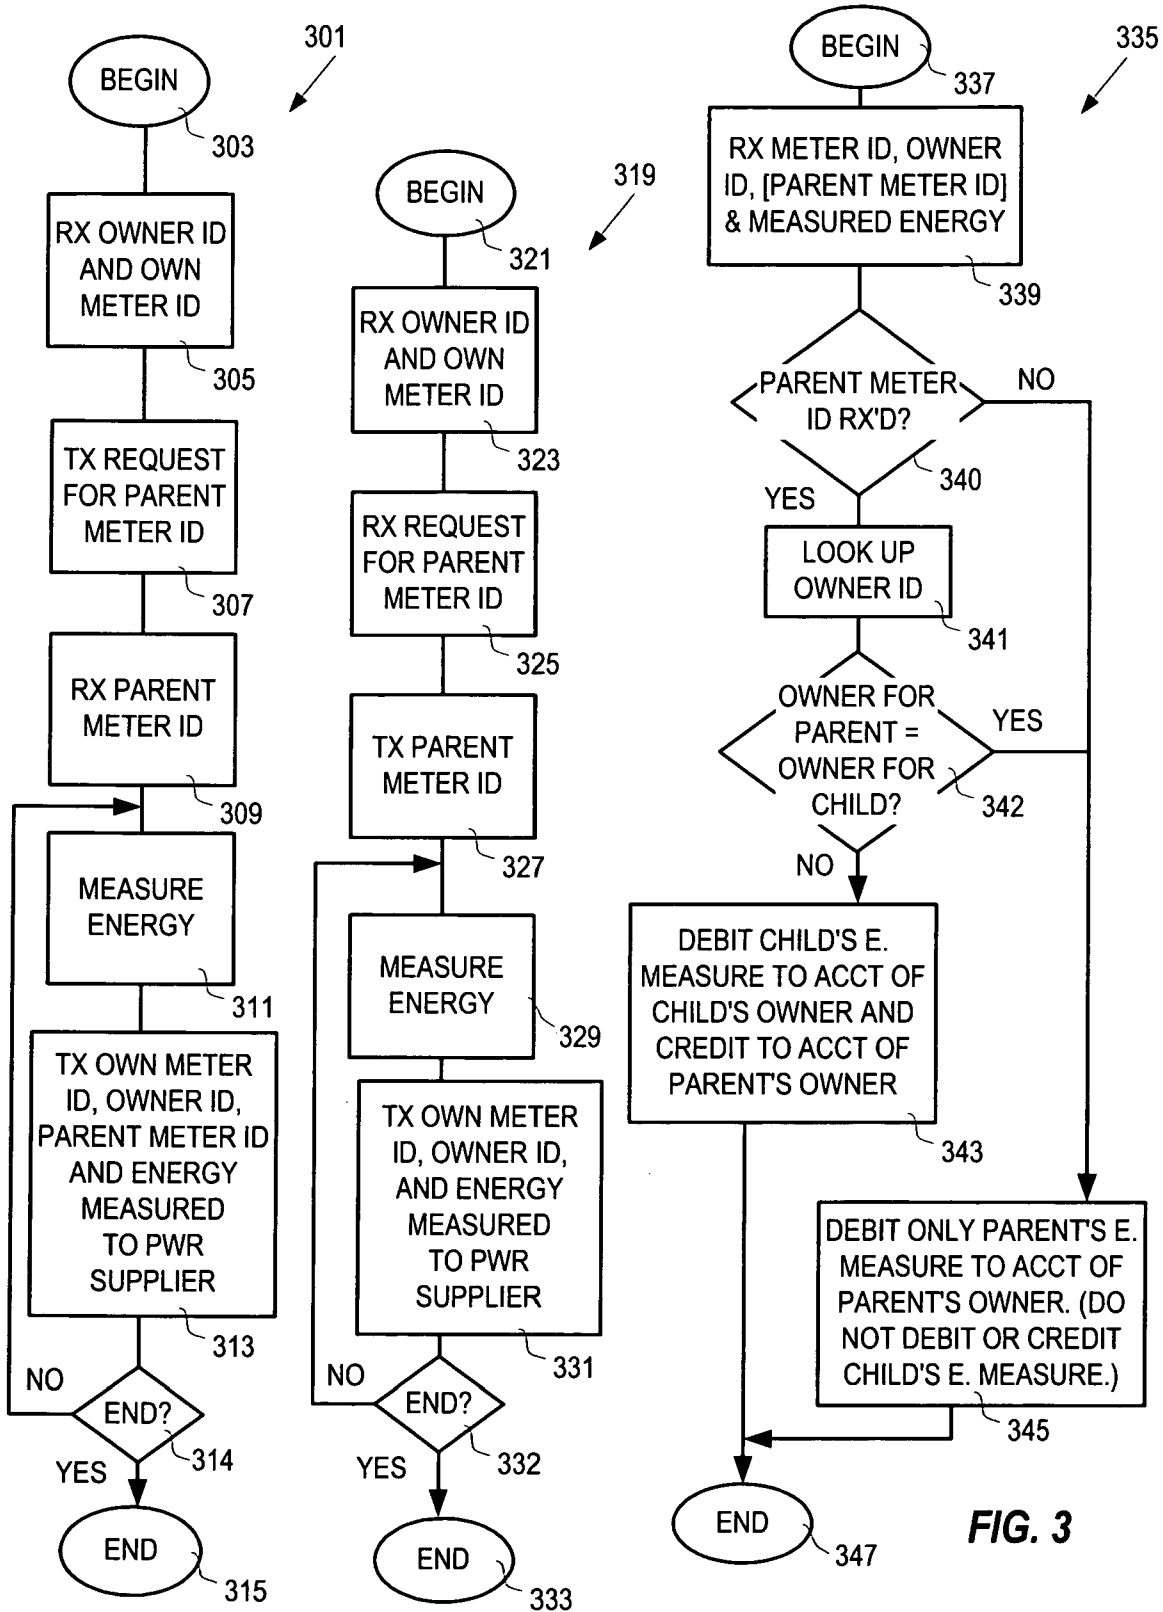 301
BEGIN
303
RX OWNER ID
AND OWN
METER ID
305
TX REQUEST
FOR PARENT
METER ID
307
RX PARENT
METER ID
309
MEASURE
ENERGY
311
TX OWN METER
ID, OWNER ID,
PARENT METER ID
AND ENERGY
MEASURED
TO PWR
SUPPLIER
313
NO
END?
314
YES
END
315
319
BEGIN
321
RX OWNER ID
AND OWN
METER ID
323
RX REQUEST
FOR PARENT
METER ID
325
TX PARENT
METER ID
327
MEASURE
ENERGY
329
TX OWN METER
ID, OWNER ID,
AND ENERGY
MEASURED
TO PWR
SUPPLIER
331
NO
END?
332
YES
END
333
335
BEGIN
337
RX METER ID, OWNER
ID, [PARENT METER ID]
& MEASURED ENERGY
339
PARENT METER
ID RX'D?
NO
340
YES
LOOK UP
OWNER ID
341
OWNER FOR
PARENT =
OWNER FOR
CHILD?
YES
342
NO
DEBIT CHILD'S E.
MEASURE TO ACCT OF
CHILD'S OWNER AND
CREDIT TO ACCT OF
PARENT'S OWNER
343
DEBIT ONLY PARENT'S E.
MEASURE TO ACCT OF
PARENT'S OWNER. (DO
NOT DEBIT OR CREDIT
CHILD'S E. MEASURE.)
345
END
347
FIG. 3